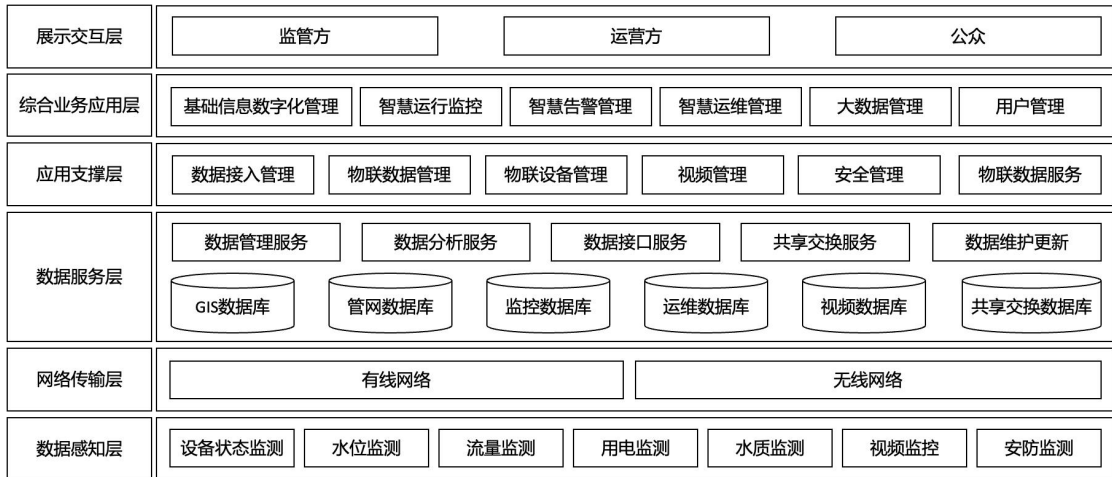 展示交互层
监管方
运营方
公众
综合业务应用层
基础信息数字化管理
智慧运行监控
智慧告警管理
智慧运维管理
大数据管理
用户管理
应用支撑层
数据接入管理
物联数据管理
物联设备管理
视频管理
安全管理
物联数据服务
数据服务层
数据管理服务
数据分析服务
数据接口服务
共享交换服务
数据维护更新
GIS数据库
管网数据库
监控数据库
运维数据库
视频数据库
共享交换数据库
网络传输层
有线网络
无线网络
数据感知层
设备状态监测
水位监测
流量监测
用电监测
水质监测
视频监控
安防监测